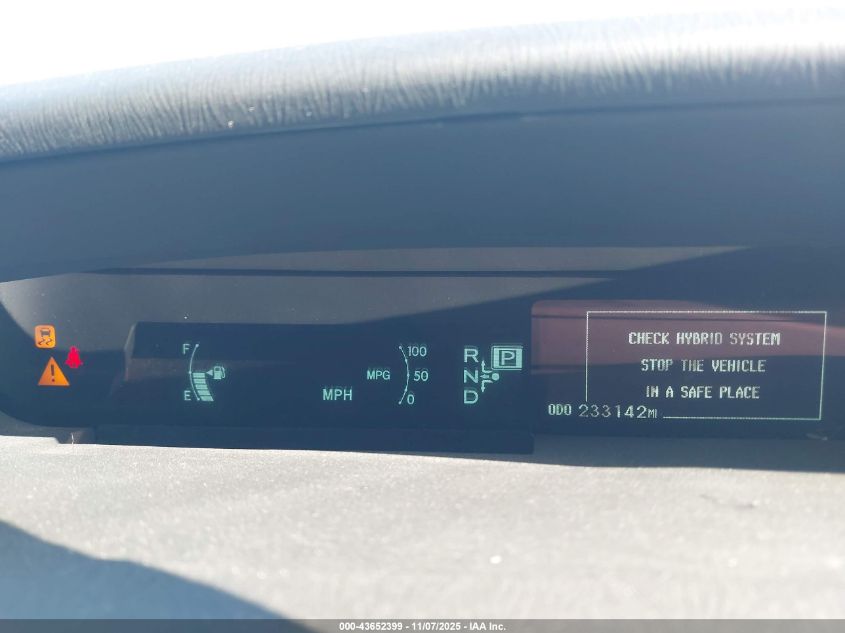 F
E
MPH
MPG
100
50
0
R
N
D
P
CHECK HYBRID SYSTEM
STOP THE VEHICLE
IN A SAFE PLACE
ODO 233142MI
000-43652399 - 11/07/2025 - IAA Inc.